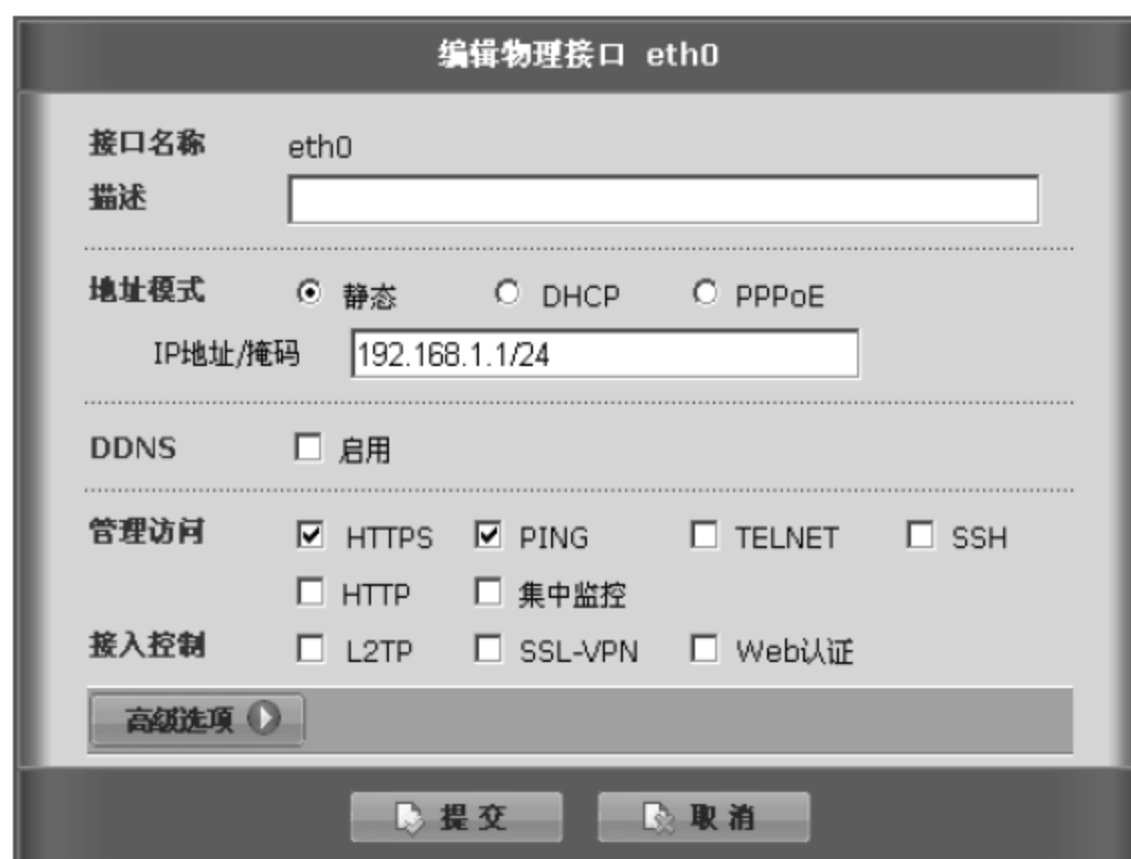 编辑物理接口 eth0
接口名称 eth0
描述
地址模式 静态 DHCP PPPoE
IP地址/掩码 192.168.1.1/24
DDNS 启用
管理访问 HTTPS PING TELNET SSH
HTTP 集中监控
接入控制 L2TP SSL-VPN Web认证
高级选项
提交 取消